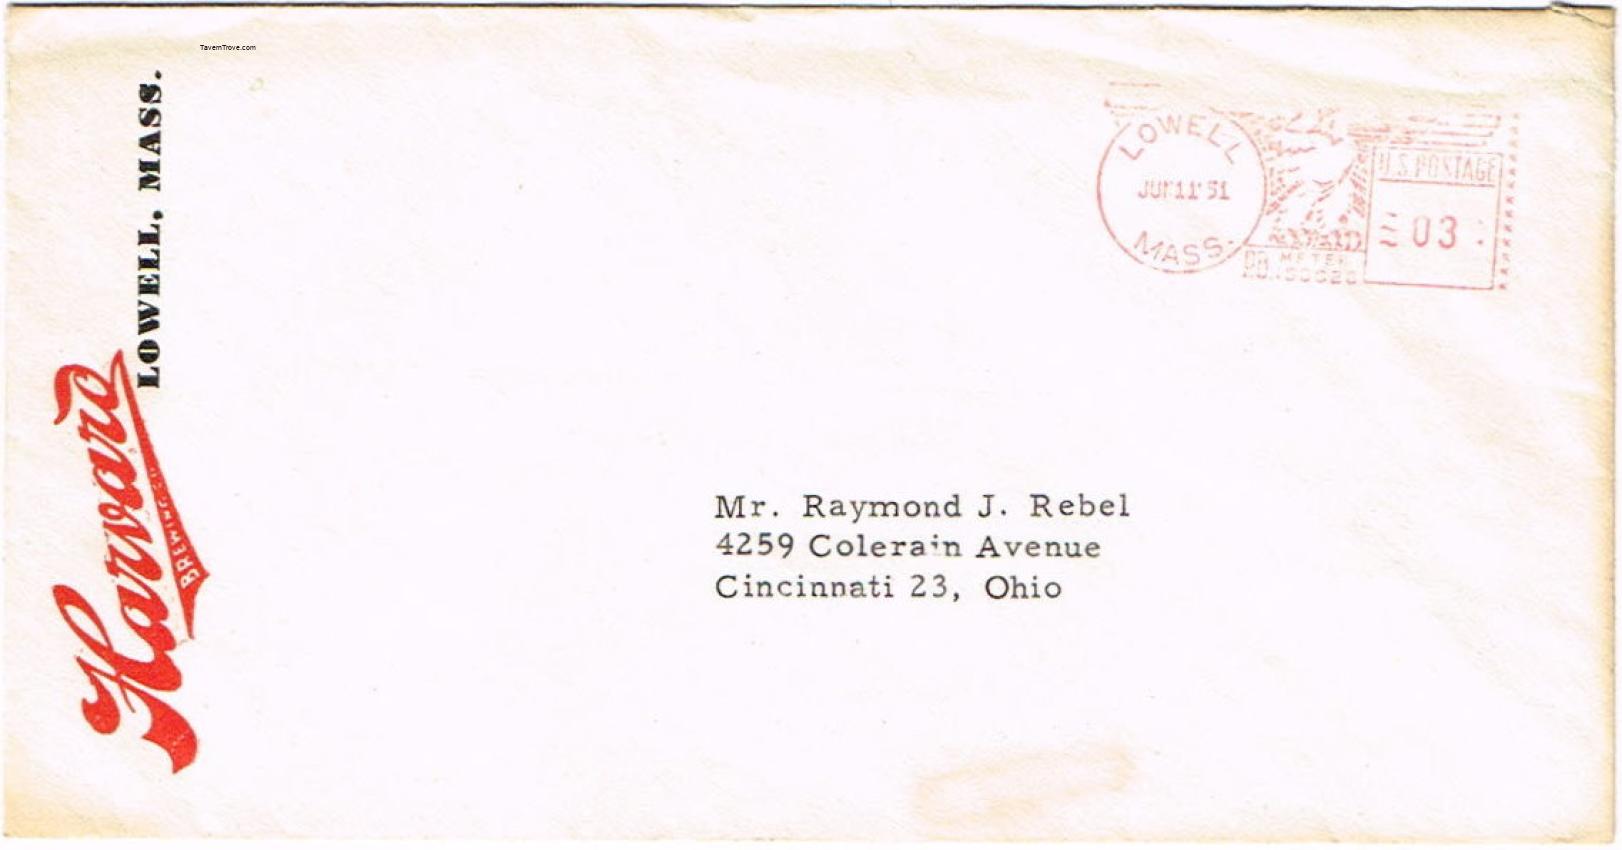 TavernTrove.com
Harvard
BREWING CO.
LOWELL, MASS.
LOWELL
JUN 11 '51
MASS.
U.S. POSTAGE
03
PB METER
Mr. Raymond J. Rebel
4259 Colerain Avenue
Cincinnati 23, Ohio